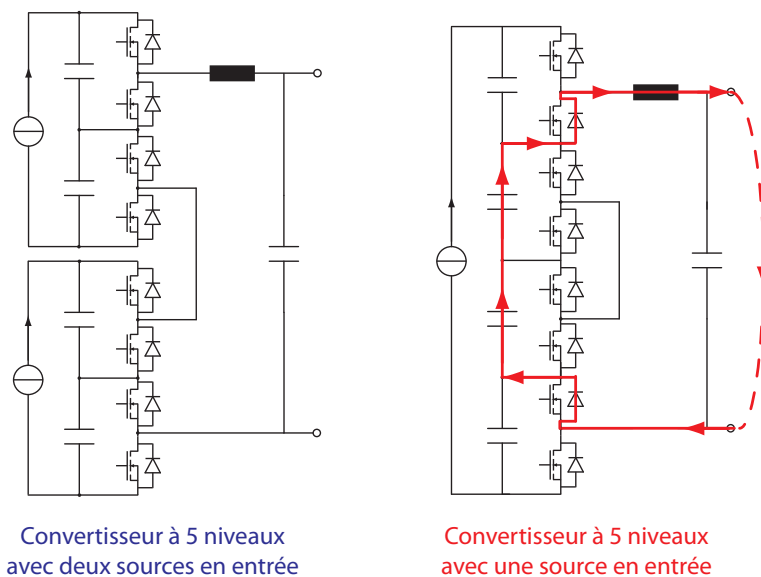 Convertisseur à 5 niveaux
avec deux sources en entrée
Convertisseur à 5 niveaux
avec une source en entrée